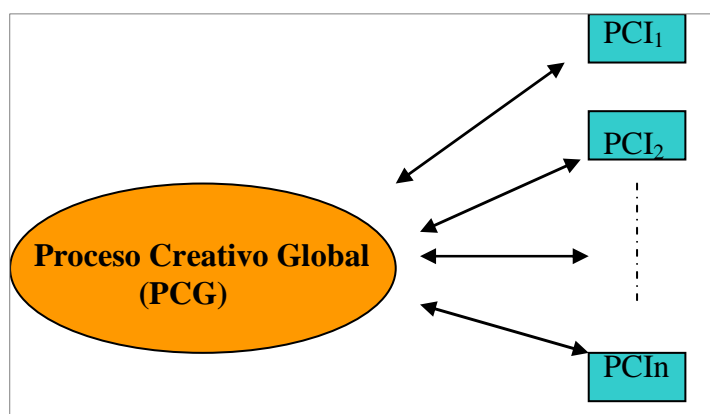 PCI₁
PCI₂
Proceso Creativo Global
(PCG)
PCIn